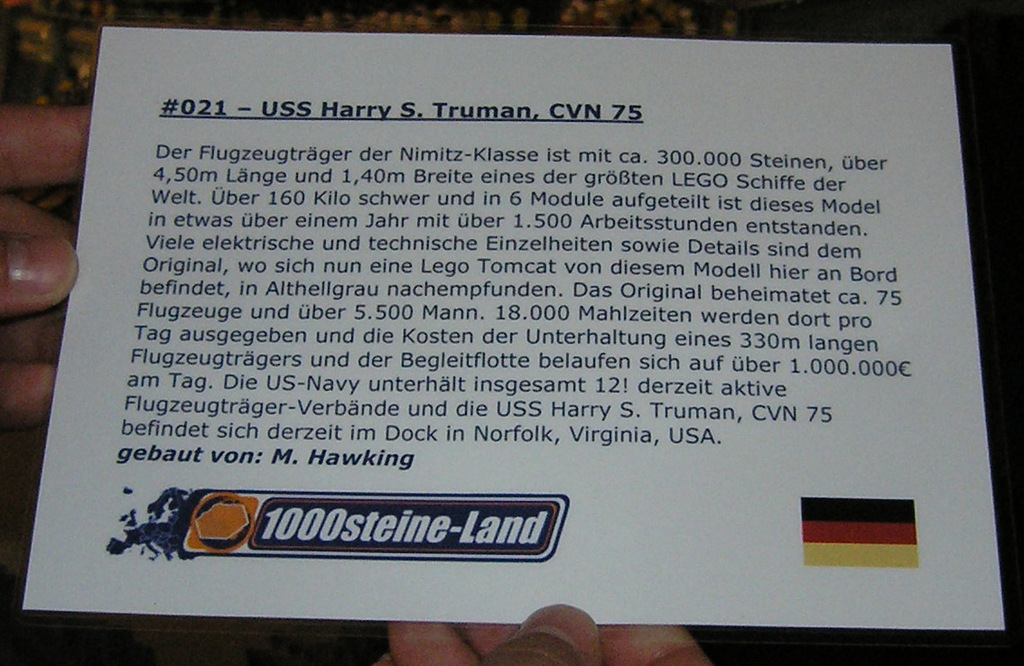 #021 – USS Harry S. Truman, CVN 75
Der Flugzeugträger der Nimitz-Klasse ist mit ca. 300.000 Steinen, über
4,50m Länge und 1,40m Breite eines der größten LEGO Schiffe der
Welt. Über 160 Kilo schwer und in 6 Module aufgeteilt ist dieses Model
in etwas über einem Jahr mit über 1.500 Arbeitsstunden entstanden.
Viele elektrische und technische Einzelheiten sowie Details sind dem
Original, wo sich nun eine Lego Tomcat von diesem Modell hier an Bord
befindet, in Althellgrau nachempfunden. Das Original beheimatet ca. 75
Flugzeuge und über 5.500 Mann. 18.000 Mahlzeiten werden dort pro
Tag ausgegeben und die Kosten der Unterhaltung eines 330m langen
Flugzeugträgers und der Begleitflotte belaufen sich auf über 1.000.000€
am Tag. Die US-Navy unterhält insgesamt 12! derzeit aktive
Flugzeugträger-Verbände und die USS Harry S. Truman, CVN 75
befindet sich derzeit im Dock in Norfolk, Virginia, USA.
gebaut von: M. Hawking
1000steine-Land